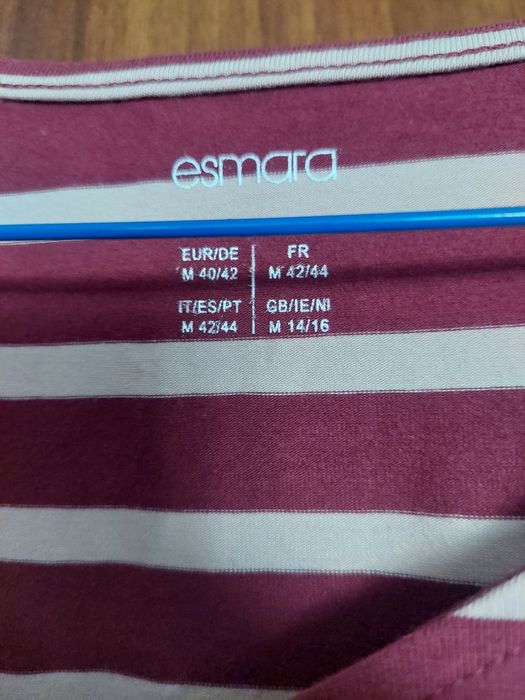 esmara
EUR/DE FR
M 40/42 M 42/44
IT/ES/PT GB/IE/NI
M 42/44 M 14/16